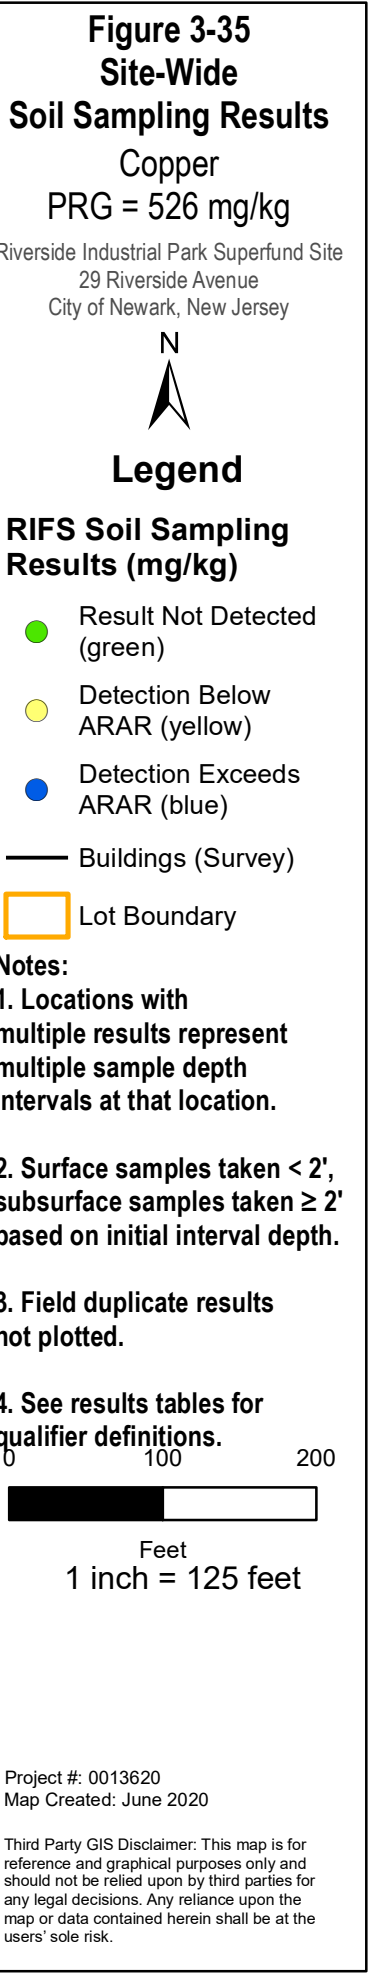 Figure 3-35
Site-Wide
Soil Sampling Results
Copper
PRG = 526 mg/kg
Riverside Industrial Park Superfund Site
29 Riverside Avenue
City of Newark, New Jersey
N
Legend
RIFS Soil Sampling
Results (mg/kg)
Result Not Detected
(green)
Detection Below
ARAR (yellow)
Detection Exceeds
ARAR (blue)
Buildings (Survey)
Lot Boundary
Notes:
1. Locations with
multiple results represent
multiple sample depth
intervals at that location.
2. Surface samples taken < 2',
subsurface samples taken ≥ 2'
based on initial interval depth.
3. Field duplicate results
not plotted.
4. See results tables for
qualifier definitions.
0 100 200
Feet
1 inch = 125 feet
Project #: 0013620
Map Created: June 2020
Third Party GIS Disclaimer: This map is for
reference and graphical purposes only and
should not be relied upon by third parties for
any legal decisions. Any reliance upon the
map or data contained herein shall be at the
users' sole risk.